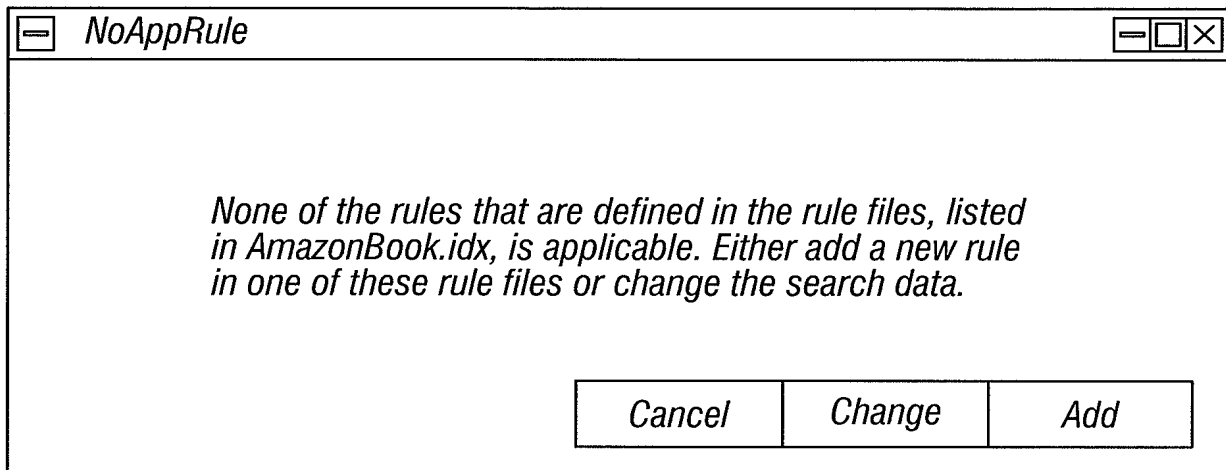 NoAppRule
None of the rules that are defined in the rule files, listed
in AmazonBook.idx, is applicable. Either add a new rule
in one of these rule files or change the search data.
Cancel Change Add